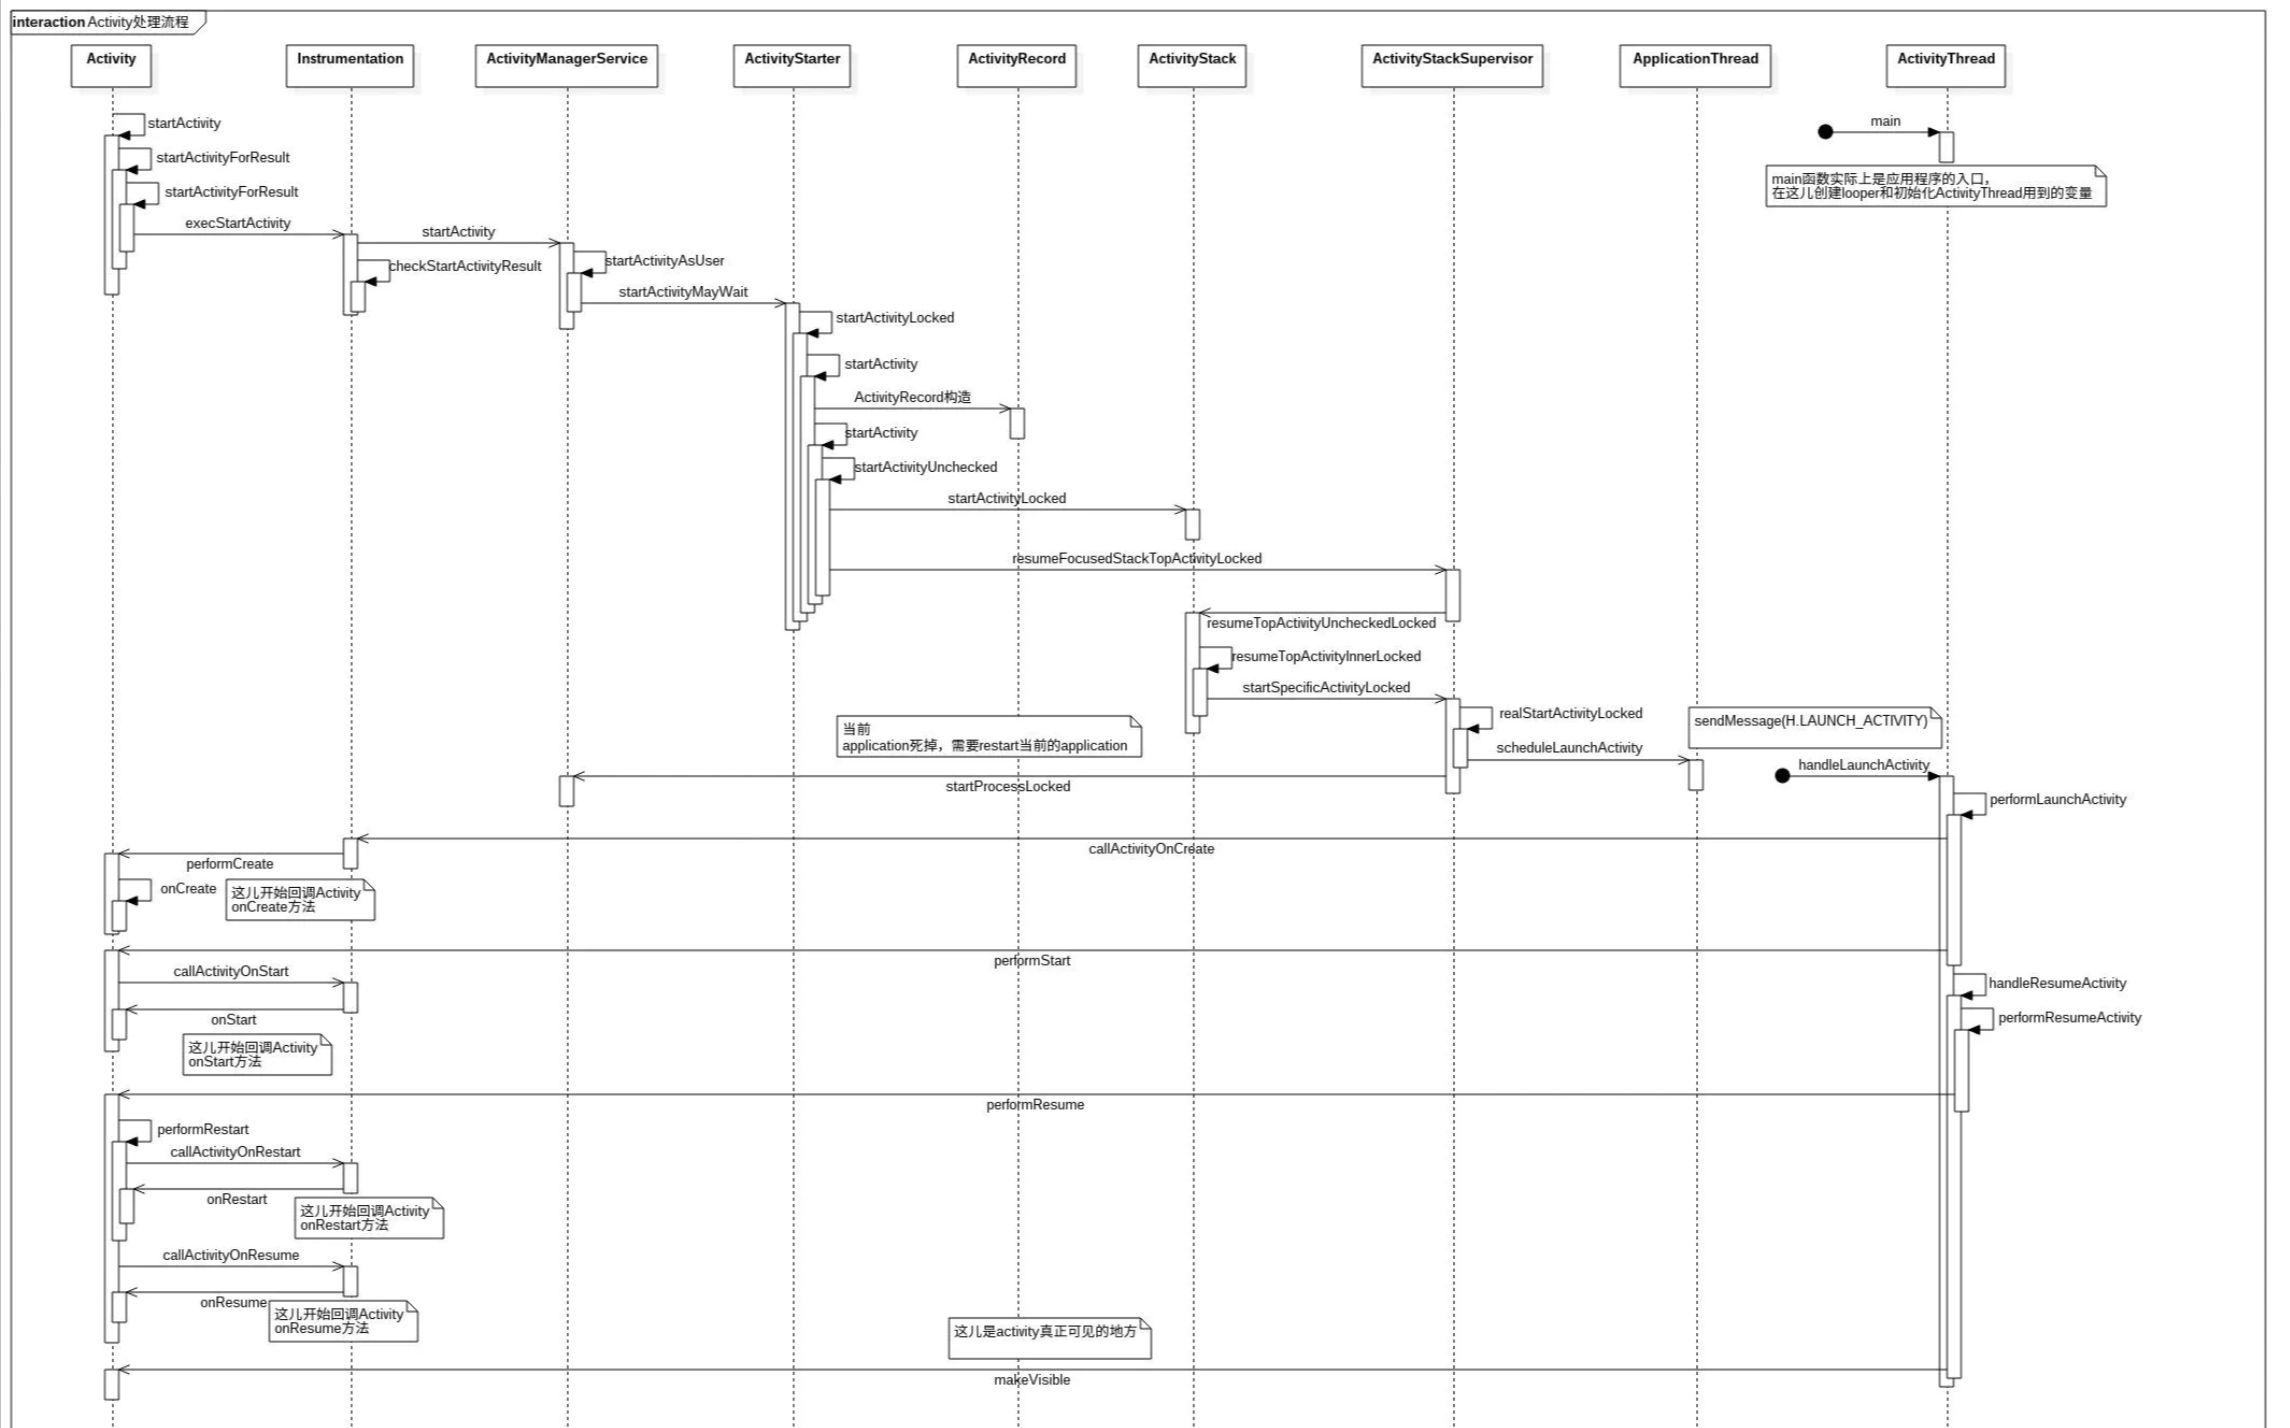 interaction Activity处理流程
Activity
Instrumentation
ActivityManagerService
ActivityStarter
ActivityRecord
ActivityStack
ActivityStackSupervisor
ApplicationThread
ActivityThread
startActivity
main
startActivityForResult
main函数实际上是应用程序的入口，
在这儿创建looper和初始化ActivityThread用到的变量
startActivityForResult
execStartActivity
startActivity
checkStartActivityResult
startActivityAsUser
startActivityMayWait
startActivityLocked
startActivity
ActivityRecord构造
startActivity
startActivityUnchecked
startActivityLocked
resumeFocusedStackTopActivityLocked
resumeTopActivityUncheckedLocked
resumeTopActivityInnerLocked
startSpecificActivityLocked
realStartActivityLocked
sendMessage(H.LAUNCH_ACTIVITY)
当前
application死掉，需要restart当前的application
scheduleLaunchActivity
handleLaunchActivity
startProcessLocked
performLaunchActivity
callActivityOnCreate
performCreate
onCreate
这儿开始回调Activity
onCreate方法
performStart
callActivityOnStart
handleResumeActivity
onStart
performResumeActivity
这儿开始回调Activity
onStart方法
performResume
performRestart
callActivityOnRestart
onRestart
这儿开始回调Activity
onRestart方法
callActivityOnResume
onResume
这儿开始回调Activity
onResume方法
这儿是activity真正可见的地方
makeVisible